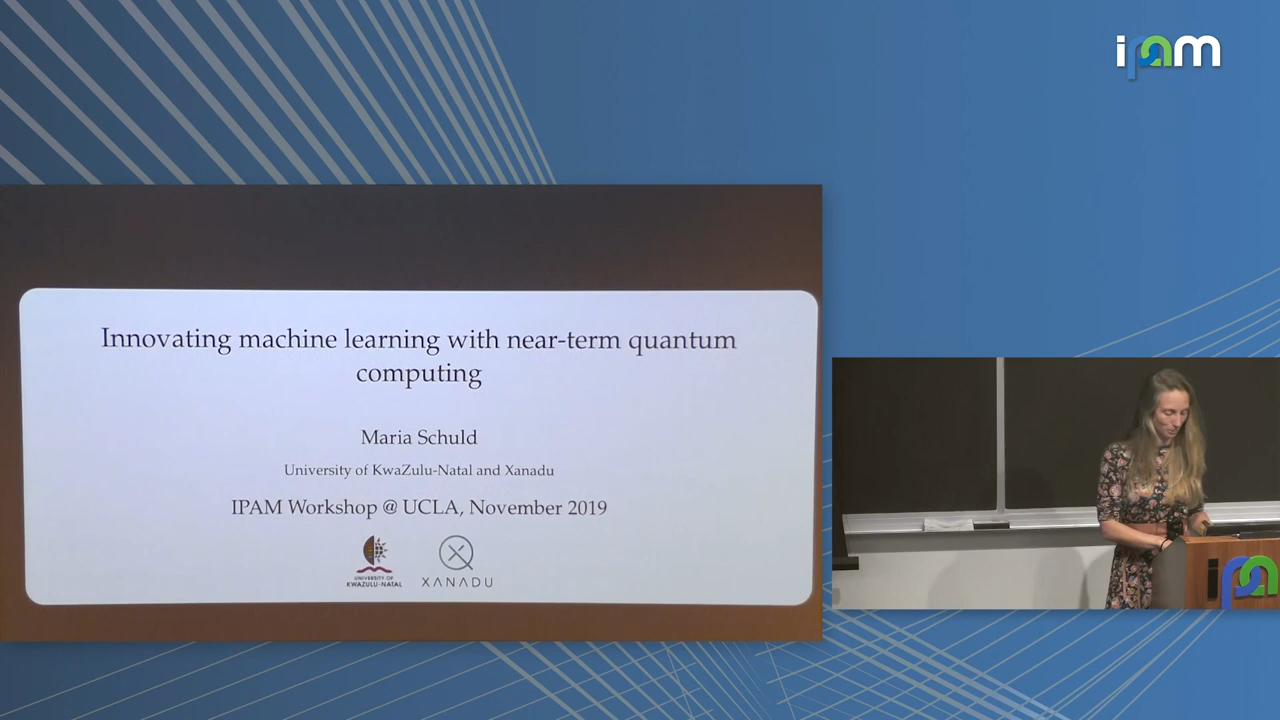 ipam
Innovating machine learning with near-term quantum
computing
Maria Schuld
University of KwaZulu-Natal and Xanadu
IPAM Workshop @ UCLA, November 2019
UNIVERSITY OF
KWAZULU-NATAL
XANADU
ip